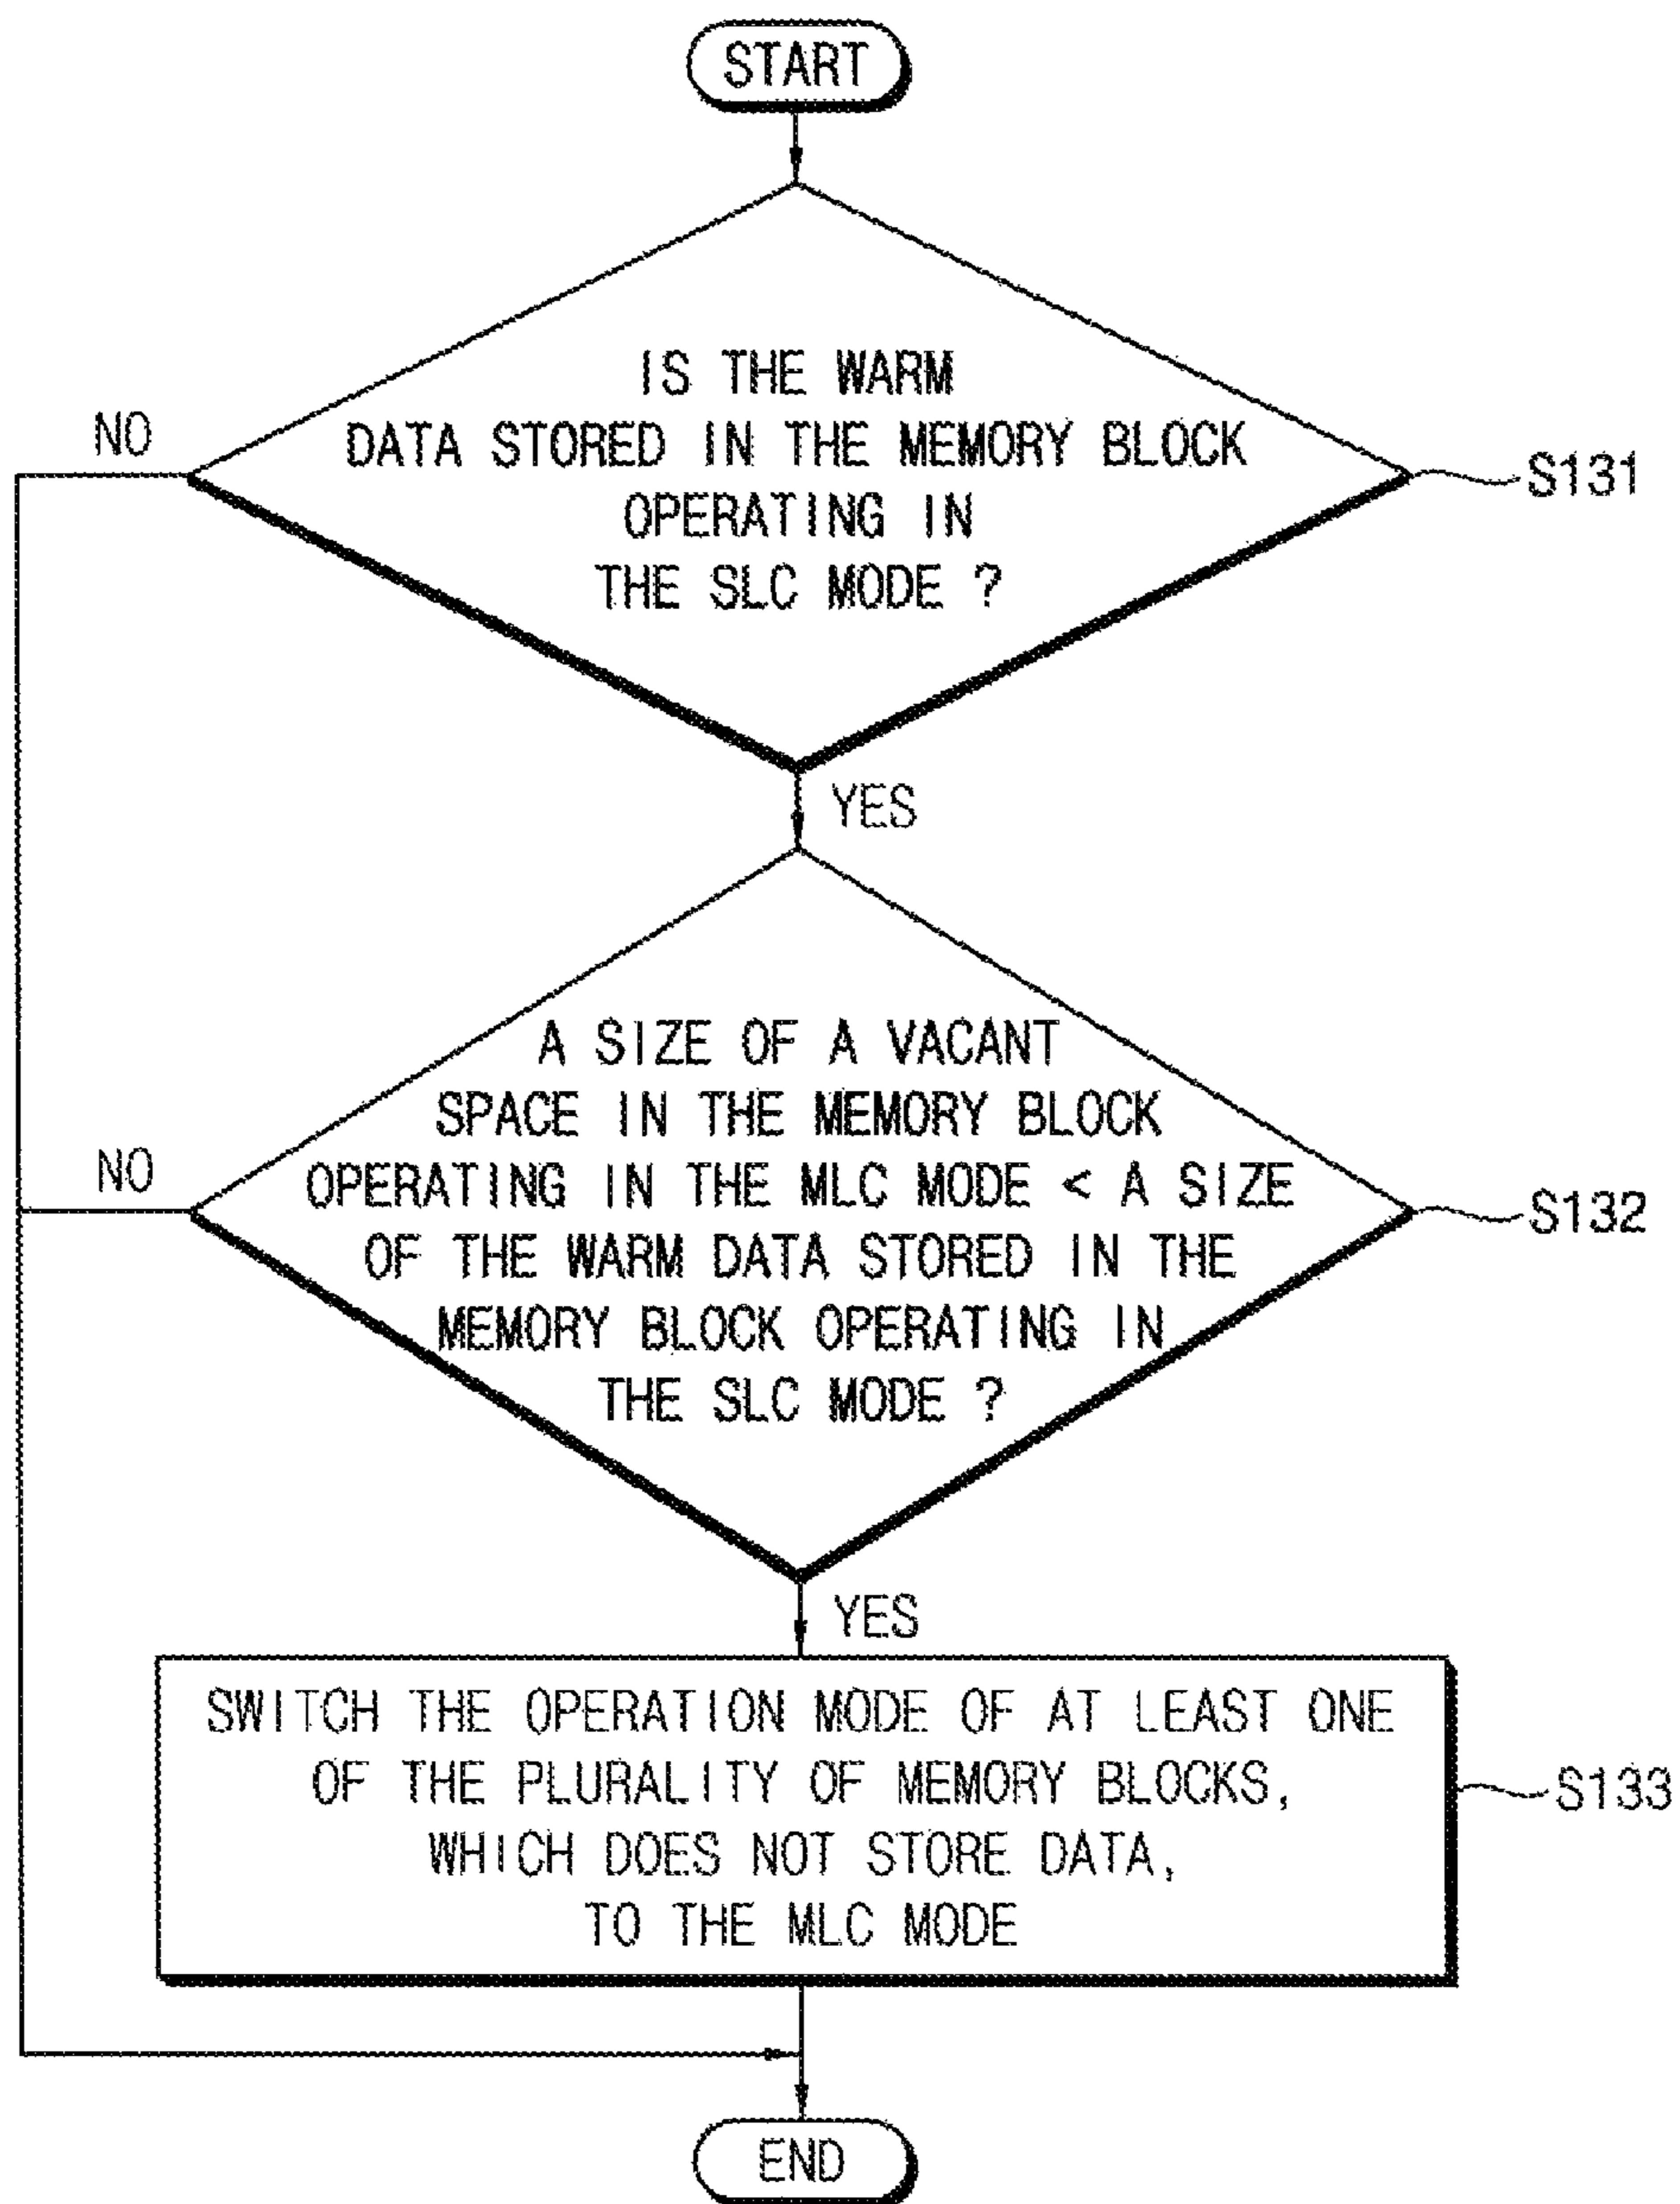 START
IS THE WARM
DATA STORED IN THE MEMORY BLOCK
OPERATING IN
THE SLC MODE ?
NO
S131
YES
A SIZE OF A VACANT
SPACE IN THE MEMORY BLOCK
OPERATING IN THE MLC MODE < A SIZE
OF THE WARM DATA STORED IN THE
MEMORY BLOCK OPERATING IN
THE SLC MODE ?
NO
S132
YES
SWITCH THE OPERATION MODE OF AT LEAST ONE
OF THE PLURALITY OF MEMORY BLOCKS,
WHICH DOES NOT STORE DATA,
TO THE MLC MODE
S133
END